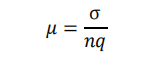 μ = σ/nq